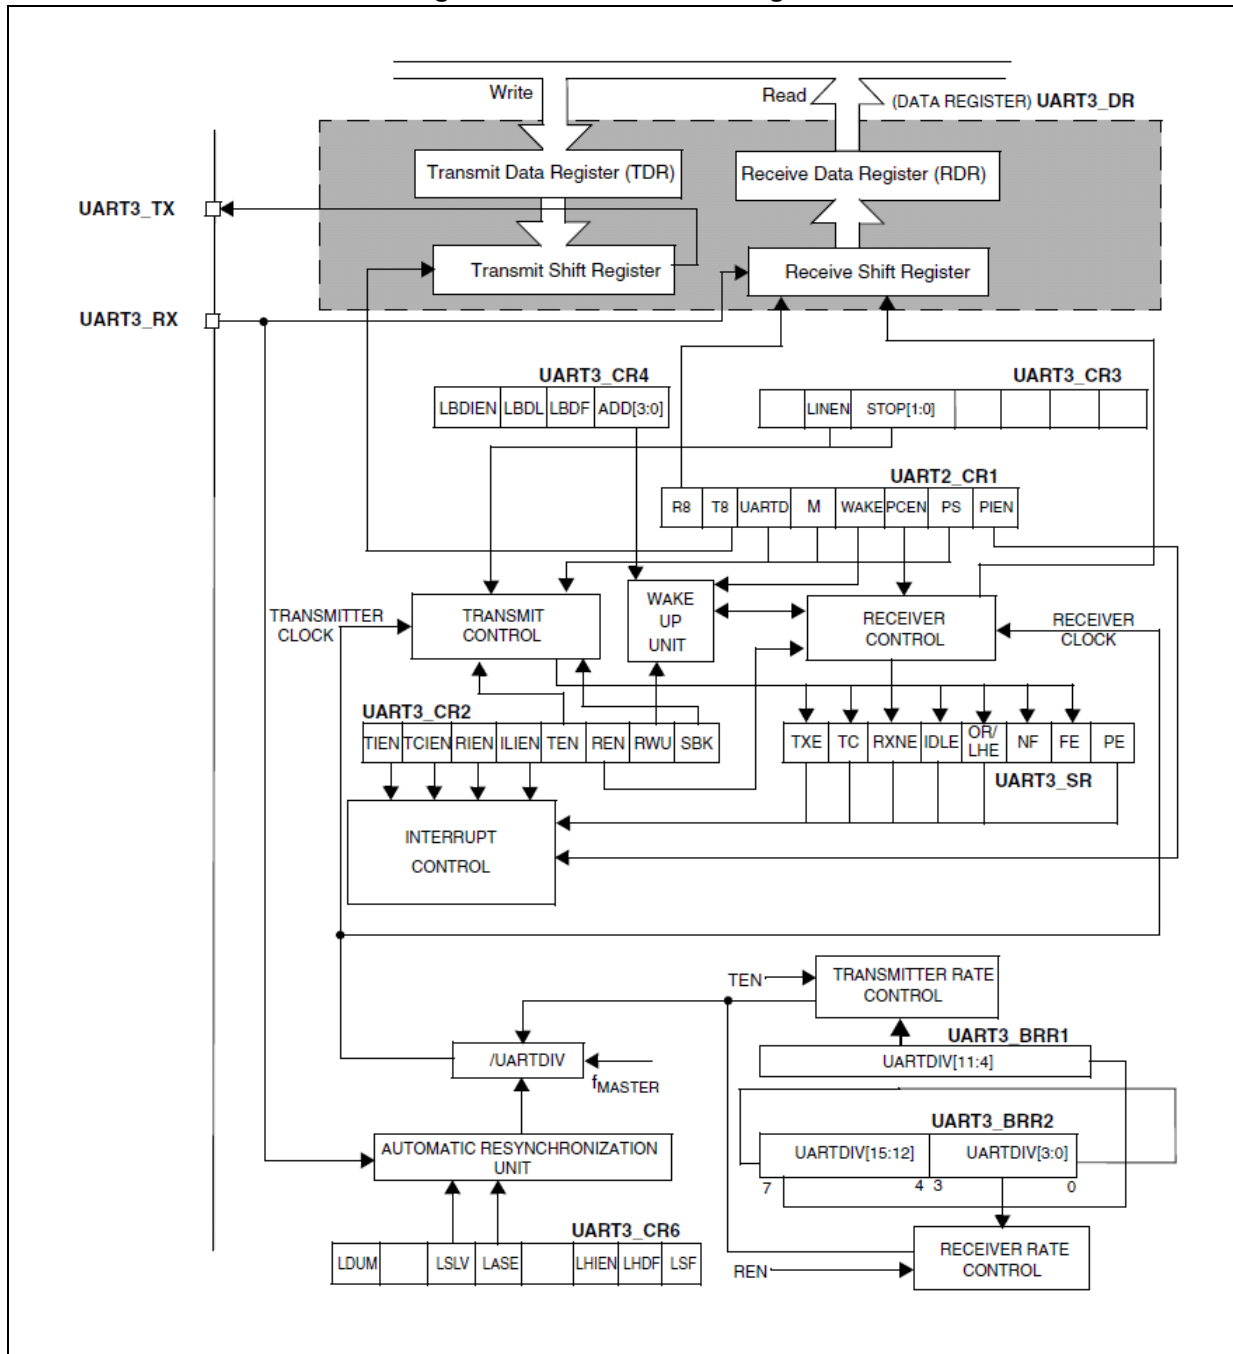 Write
Read
(DATA REGISTER) UART3_DR
Transmit Data Register (TDR)
Receive Data Register (RDR)
UART3_TX
Transmit Shift Register
Receive Shift Register
UART3_RX
UART3_CR4
UART3_CR3
LBDIEN LBDL LBDF ADD[3:0]
LINEN STOP[1:0]
UART2_CR1
R8 T8 UARTD M WAKE PCEN PS PIEN
TRANSMITTER
CLOCK
TRANSMIT
CONTROL
WAKE
UP
UNIT
RECEIVER
CONTROL
RECEIVER
CLOCK
UART3_CR2
TIEN TCIEN RIEN ILIEN TEN REN RWU SBK
TXE TC RXNE IDLE OR/
LHE NF FE PE
UART3_SR
INTERRUPT
CONTROL
TEN
TRANSMITTER RATE
CONTROL
UART3_BRR1
UARTDIV[11:4]
/UARTDIV
fMASTER
UART3_BRR2
UARTDIV[15:12] UARTDIV[3:0]
7 4 3 0
AUTOMATIC RESYNCHRONIZATION
UNIT
UART3_CR6
LDUM LSLV LASE LHIEN LHDF LSF
REN
RECEIVER RATE
CONTROL